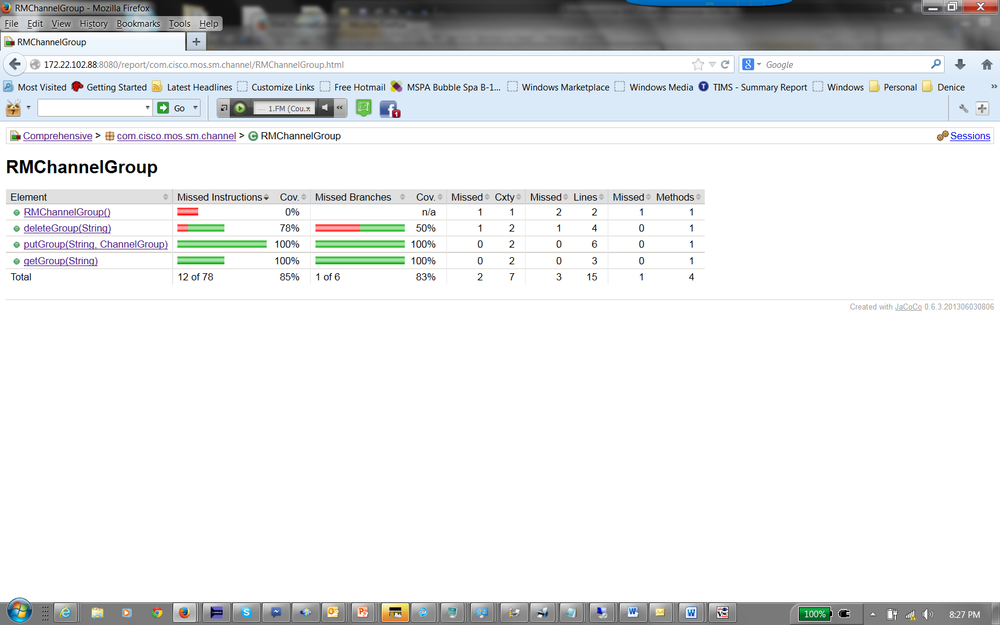 RMChannelGroup - Mozilla Firefox
File Edit View History Bookmarks Tools Help
RMChannelGroup
172.22.102.88:8080/report/com.cisco.mos.sm.channel/RMChannelGroup.html
Google
Most Visited Getting Started Latest Headlines Customize Links Free Hotmail MSPA Bubble Spa B-1... Windows Marketplace Windows Media TIMS - Summary Report Windows Personal Denice »
Go 1.FM (Cou. 1
Comprehensive > com.cisco.mos.sm.channel > RMChannelGroup Sessions
RMChannelGroup
Element Missed Instructions Cov. Missed Branches Cov. Missed Cxty Missed Lines Missed Methods
RMChannelGroup() 0% n/a 1 1 2 2 1 1
deleteGroup(String) 78% 50% 1 2 1 4 0 1
putGroup(String, ChannelGroup) 100% 100% 0 2 0 6 0 1
getGroup(String) 100% 100% 0 2 0 3 0 1
Total 12 of 78 85% 1 of 6 83% 2 7 3 15 1 4
Created with JaCoCo 0.6.3.201306030806
100% 8:27 PM